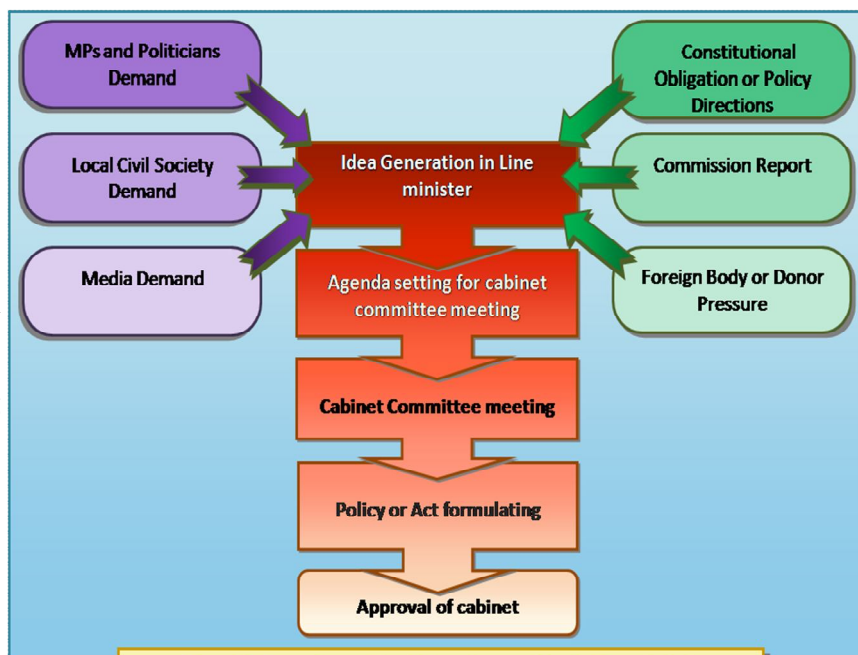 MPs and Politicians
Demand
Local Civil Society
Demand
Media Demand
Constitutional
Obligation or Policy
Directions
Commission Report
Foreign Body or Donor
Pressure
Idea Generation in Line
minister
Agenda setting for cabinet
committee meeting
Cabinet Committee meeting
Policy or Act formulating
Approval of cabinet